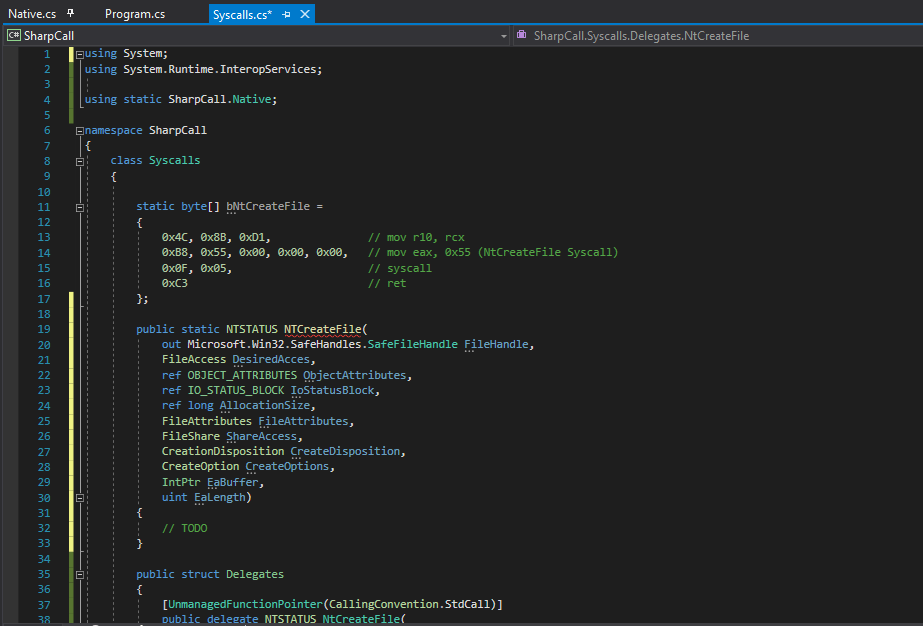 Native.cs Program.cs Syscalls.cs*
SharpCall SharpCall.Syscalls.Delegates.NtCreateFile
1 using System;
2 using System.Runtime.InteropServices;
3
4 using static SharpCall.Native;
5
6 namespace SharpCall
7 {
8 class Syscalls
9 {
10
11 static byte[] bNtCreateFile =
12 {
13 0x4C, 0x8B, 0xD1, // mov r10, rcx
14 0xB8, 0x55, 0x00, 0x00, 0x00, // mov eax, 0x55 (NtCreateFile Syscall)
15 0x0F, 0x05, // syscall
16 0xC3 // ret
17 };
18
19 public static NTSTATUS NTCreateFile(
20 out Microsoft.Win32.SafeHandles.SafeFileHandle FileHandle,
21 FileAccess DesiredAcces,
22 ref OBJECT_ATTRIBUTES ObjectAttributes,
23 ref IO_STATUS_BLOCK IoStatusBlock,
24 ref long AllocationSize,
25 FileAttributes FileAttributes,
26 FileShare ShareAccess,
27 CreationDisposition CreateDisposition,
28 CreateOption CreateOptions,
29 IntPtr EaBuffer,
30 uint EaLength)
31 {
32 // TODO
33 }
34
35 public struct Delegates
36 {
37 [UnmanagedFunctionPointer(CallingConvention.StdCall)]
38 public delegate NTSTATUS NtCreateFile(